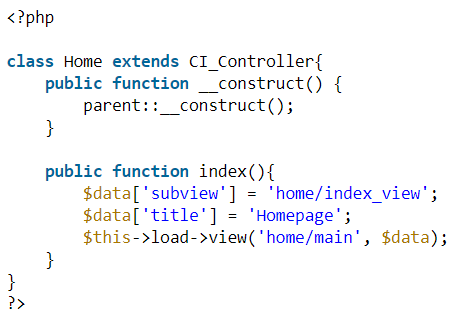 <?php
class Home extends CI_Controller{
    public function __construct() {
        parent::__construct();
    }
    public function index(){
        $data['subview'] = 'home/index_view';
        $data['title'] = 'Homepage';
        $this->load->view('home/main', $data);
    }
}
?>